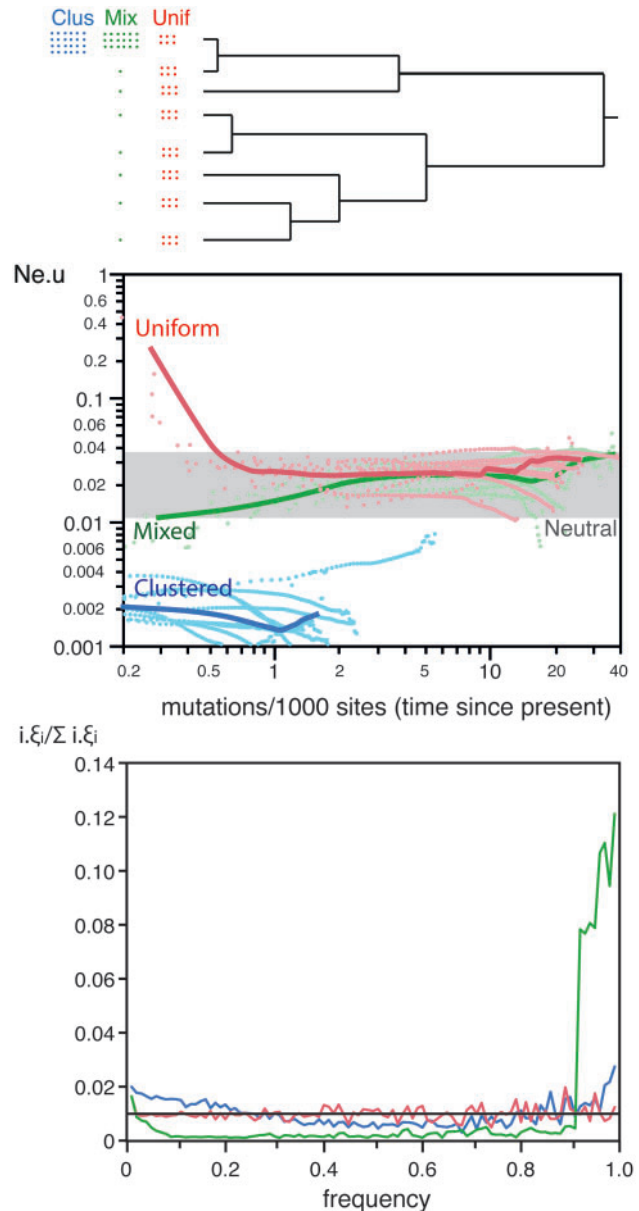 Clus Mix Unif
Ne.u
1
0.6
0.4
0.2
0.1
0.06
0.04
0.02
0.01
0.006
0.004
0.002
0.001
Uniform
Mixed
Neutral
Clustered
0.2 0.5 1 2 5 10 20 40
mutations/1000 sites (time since present)
i.ξi/Σ i.ξi
0.14
0.12
0.10
0.08
0.06
0.04
0.02
0
0 0.2 0.4 0.6 0.8 1.0
frequency